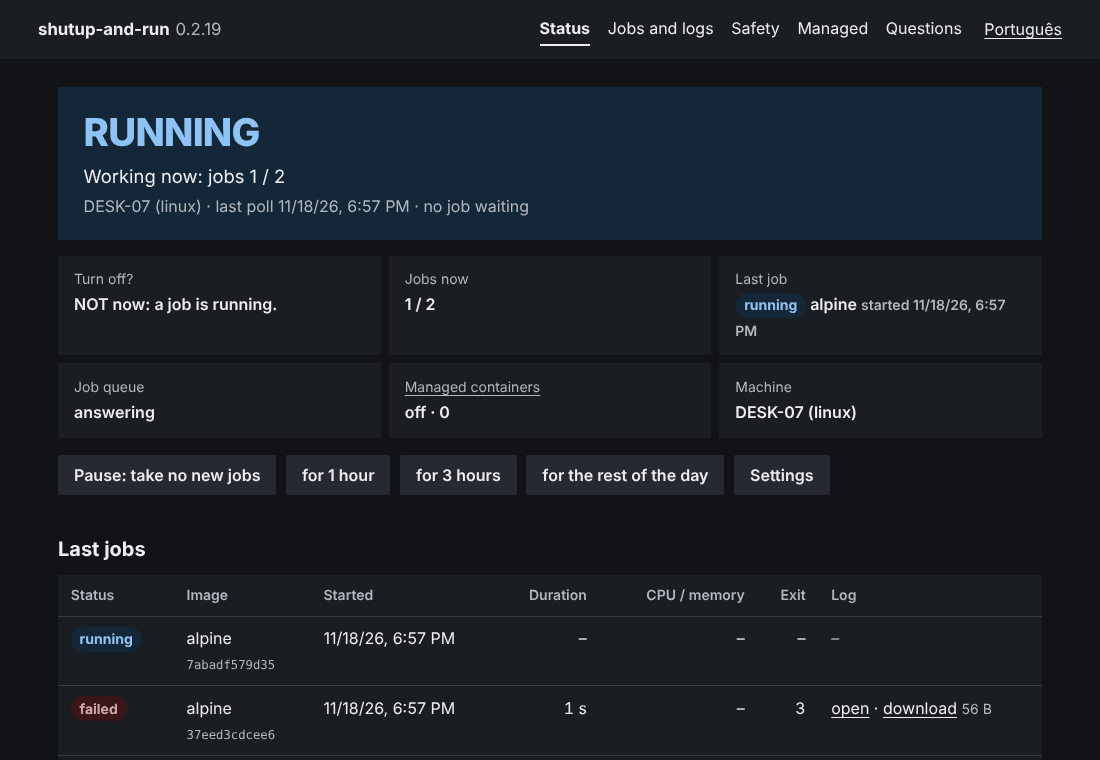 shutup-and-run 0.2.19
Status Jobs and logs Safety Managed Questions Português
RUNNING
Working now: jobs 1 / 2
DESK-07 (linux) · last poll 11/18/26, 6:57 PM · no job waiting
Turn off?
NOT now: a job is running.
Jobs now
1 / 2
Last job
running alpine started 11/18/26, 6:57
PM
Job queue
answering
Managed containers
off · 0
Machine
DESK-07 (linux)
Pause: take no new jobs for 1 hour for 3 hours for the rest of the day Settings
Last jobs
Status Image Started Duration CPU / memory Exit Log
running alpine 11/18/26, 6:57 PM – – – –
7abadf579d35
failed alpine 11/18/26, 6:57 PM 1 s – 3 open · download 56 B
37eed3cdcee6